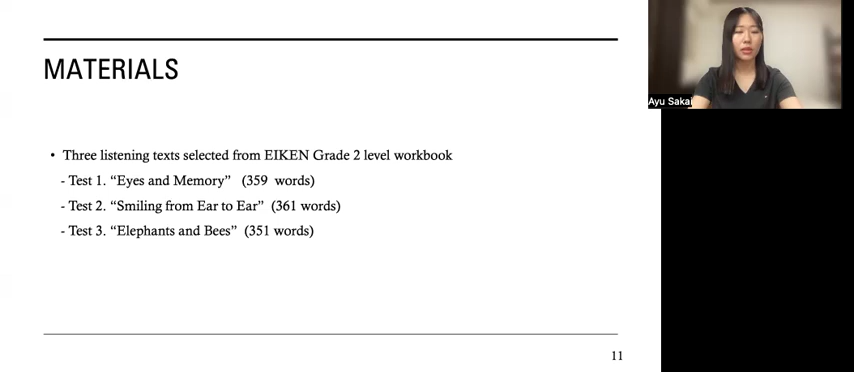 MATERIALS
• Three listening texts selected from EIKEN Grade 2 level workbook
- Test 1. “Eyes and Memory” (359 words)
- Test 2. “Smiling from Ear to Ear” (361 words)
- Test 3. “Elephants and Bees” (351 words)
11
Ayu Sakai